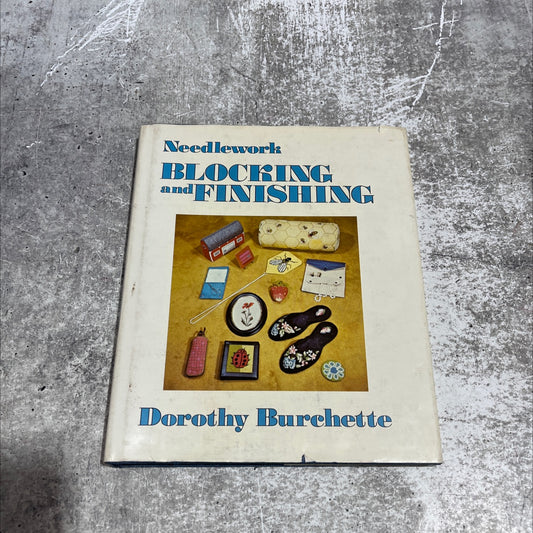 Needlework
BLOCKING
and FINISHING
Dorothy Burchette